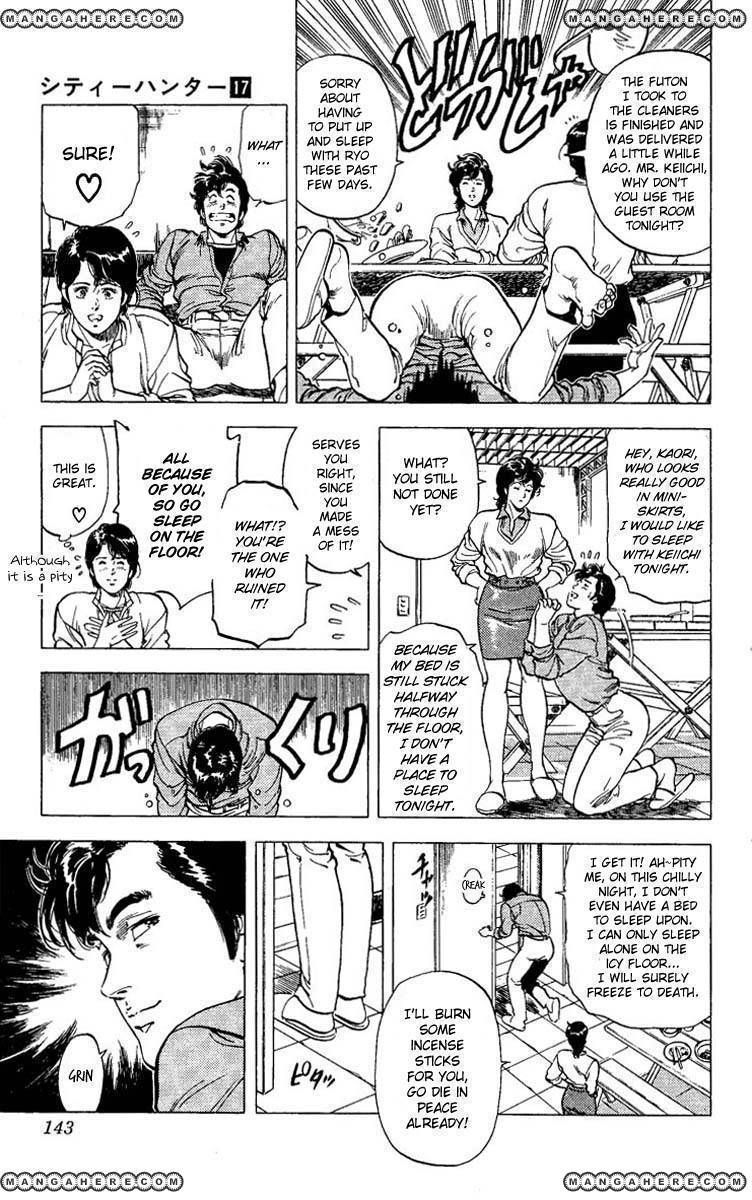 MANGAHERE.COM
MANGAHERE.COM
シティーハンター17
THE FUTON
I TOOK TO
THE CLEANERS
IS FINISHED AND
WAS DELIVERED
A LITTLE WHILE
AGO. MR. KEIICHI,
WHY DON'T
YOU USE THE
GUEST ROOM
TONIGHT?
SORRY
ABOUT
HAVING
TO PUT UP
AND SLEEP
WITH RYO
THESE PAST
FEW DAYS.
WHAT
...
SURE!
♡
HEY, KAORI,
WHO LOOKS
REALLY GOOD
IN MINI-
SKIRTS,
I WOULD LIKE
TO SLEEP
WITH KEIICHI
TONIGHT.
WHAT?
YOU STILL
NOT DONE
YET?
BECAUSE
MY BED IS
STILL STUCK
HALFWAY
THROUGH
THE FLOOR,
I DON'T
HAVE A
PLACE TO
SLEEP
TONIGHT.
SERVES
YOU
RIGHT,
SINCE
YOU
MADE A
MESS OF
IT!
WHAT!?
YOU'RE
THE ONE
WHO
RUINED
IT!
ALL
BECAUSE
OF YOU,
SO GO
SLEEP
ON THE
FLOOR!
THIS IS
GREAT.
♡
Although
it is a pity
がっくり
I GET IT! AH~PITY
ME, ON THIS CHILLY
NIGHT, I DON'T
EVEN HAVE A BED
TO SLEEP UPON.
I CAN ONLY SLEEP
ALONE ON THE
ICY FLOOR...
I WILL SURELY
FREEZE TO DEATH.
CREAK
I'LL BURN
SOME
INCENSE
STICKS
FOR YOU,
GO DIE IN
PEACE
ALREADY!
ガチャッ
ピタッ
GRIN
143
MANGAHERE.COM
MANGAHERE.COM